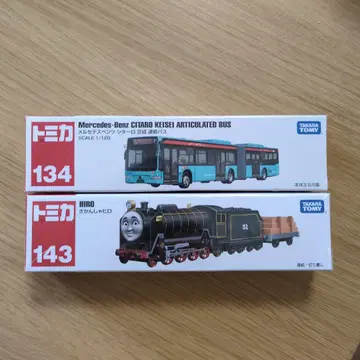 トミカ
134
Mercedes-Benz CITARO KEISEI ARTICULATED BUS
メルセデスベンツ シターロ 京成 連節バス
SCALE 1/120
TAKARA TOMY
トミカ
143
HIRO
きかんしゃヒロ
51
TAKARA TOMY